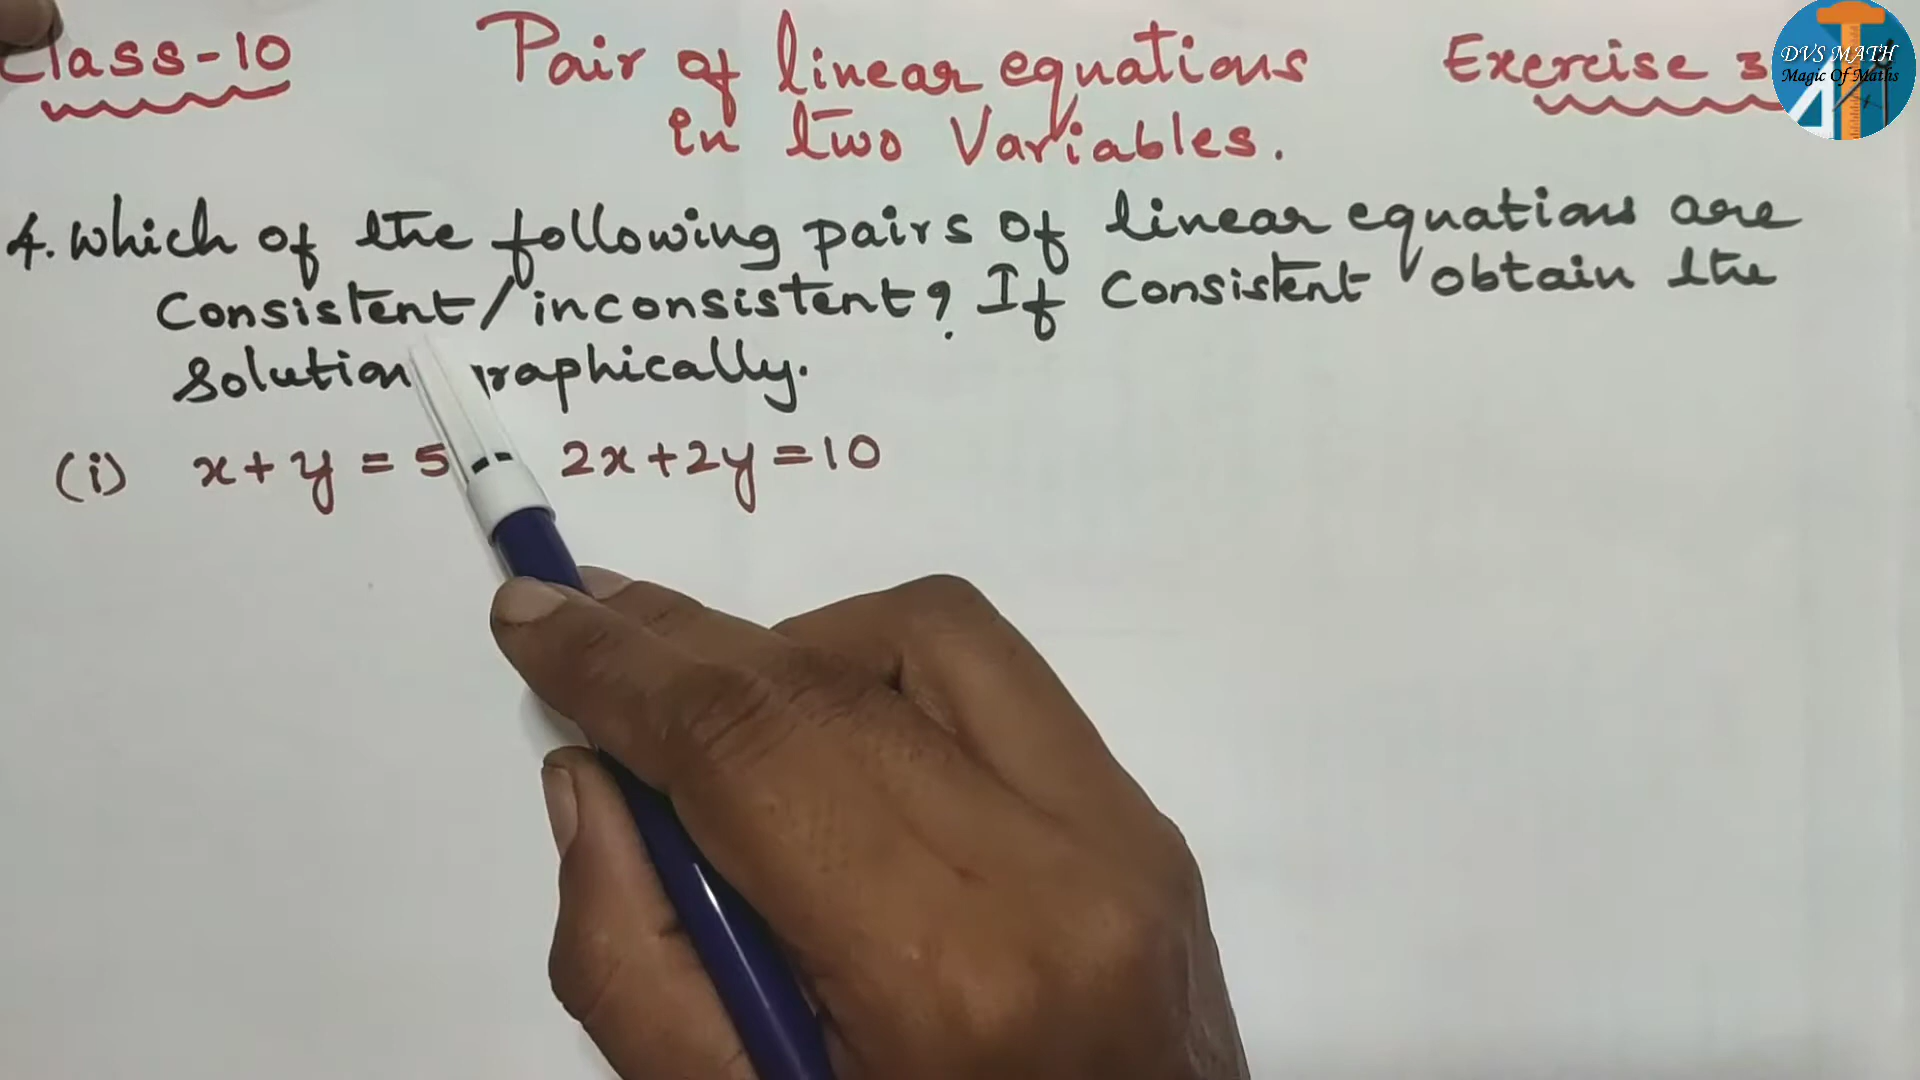 Class-10
Pair of linear equations
in two Variables.
Exercise 3
DVS MATH
Magic Of Maths
4. Which of the following pairs of linear equations are
Consistent/inconsistent? If Consistent obtain the
Solution graphically.
(i) x+y=5 2x+2y=10